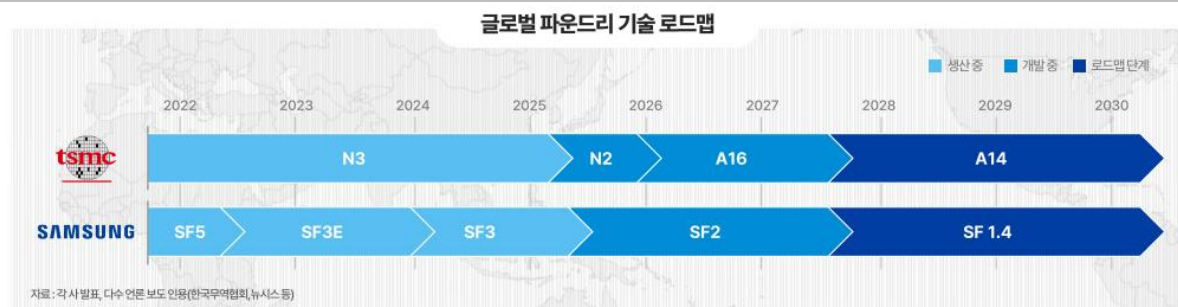 글로벌 파운드리 기술 로드맵
생산 중 개발 중 로드맵 단계
2022 2023 2024 2025 2026 2027 2028 2029 2030
tsmc N3 N2 A16 A14
SAMSUNG SF5 SF3E SF3 SF2 SF 1.4
자료 : 각 사 발표, 다수 언론 보도 인용(한국무역협회,뉴시스 등)